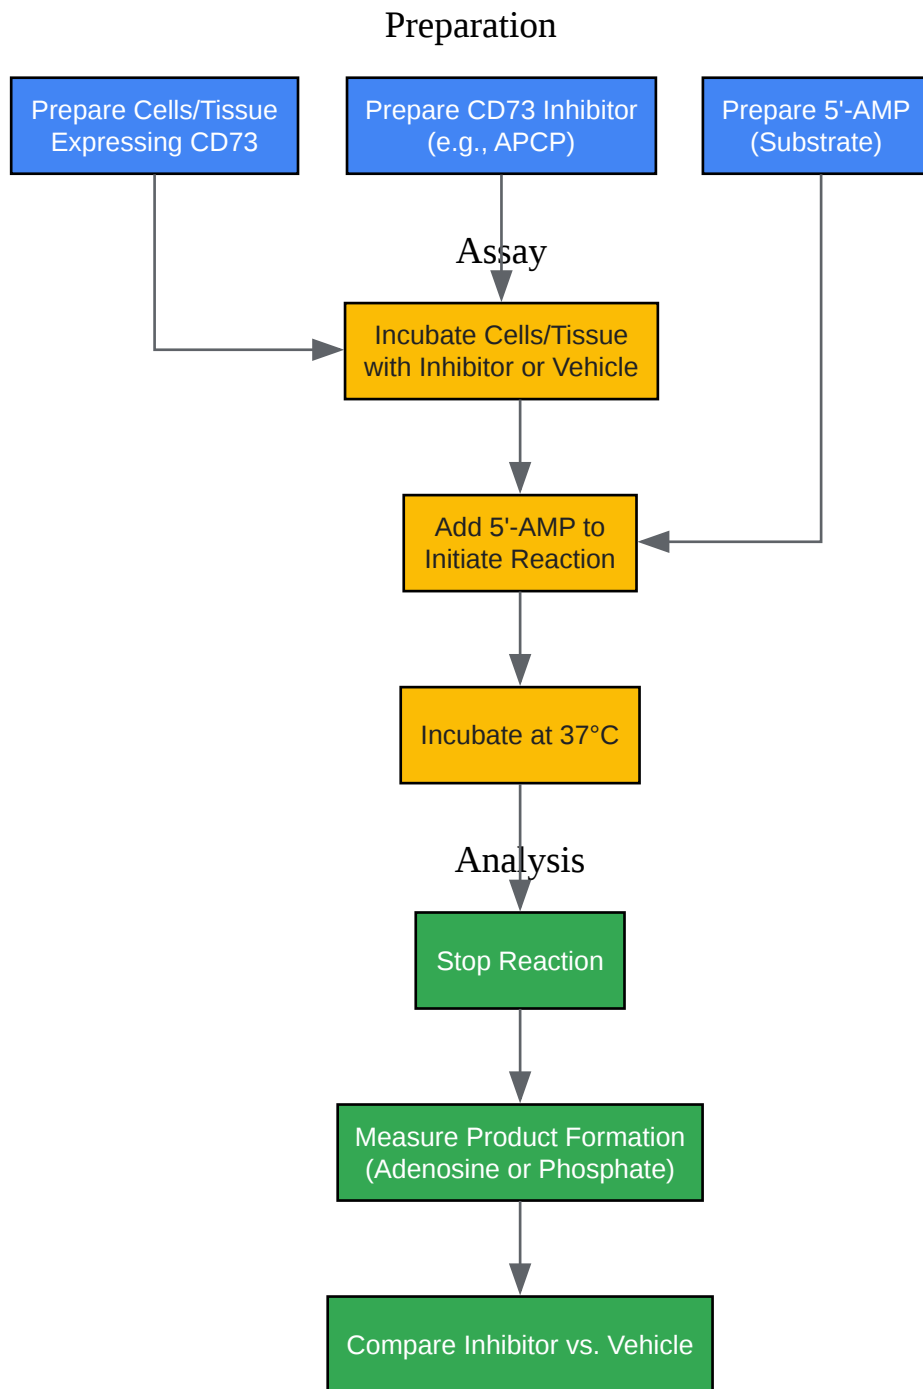 Preparation
Prepare Cells/Tissue
Expressing CD73
Prepare CD73 Inhibitor
(e.g., APCP)
Prepare 5'-AMP
(Substrate)
Assay
Incubate Cells/Tissue
with Inhibitor or Vehicle
Add 5'-AMP to
Initiate Reaction
Incubate at 37°C
Analysis
Stop Reaction
Measure Product Formation
(Adenosine or Phosphate)
Compare Inhibitor vs. Vehicle